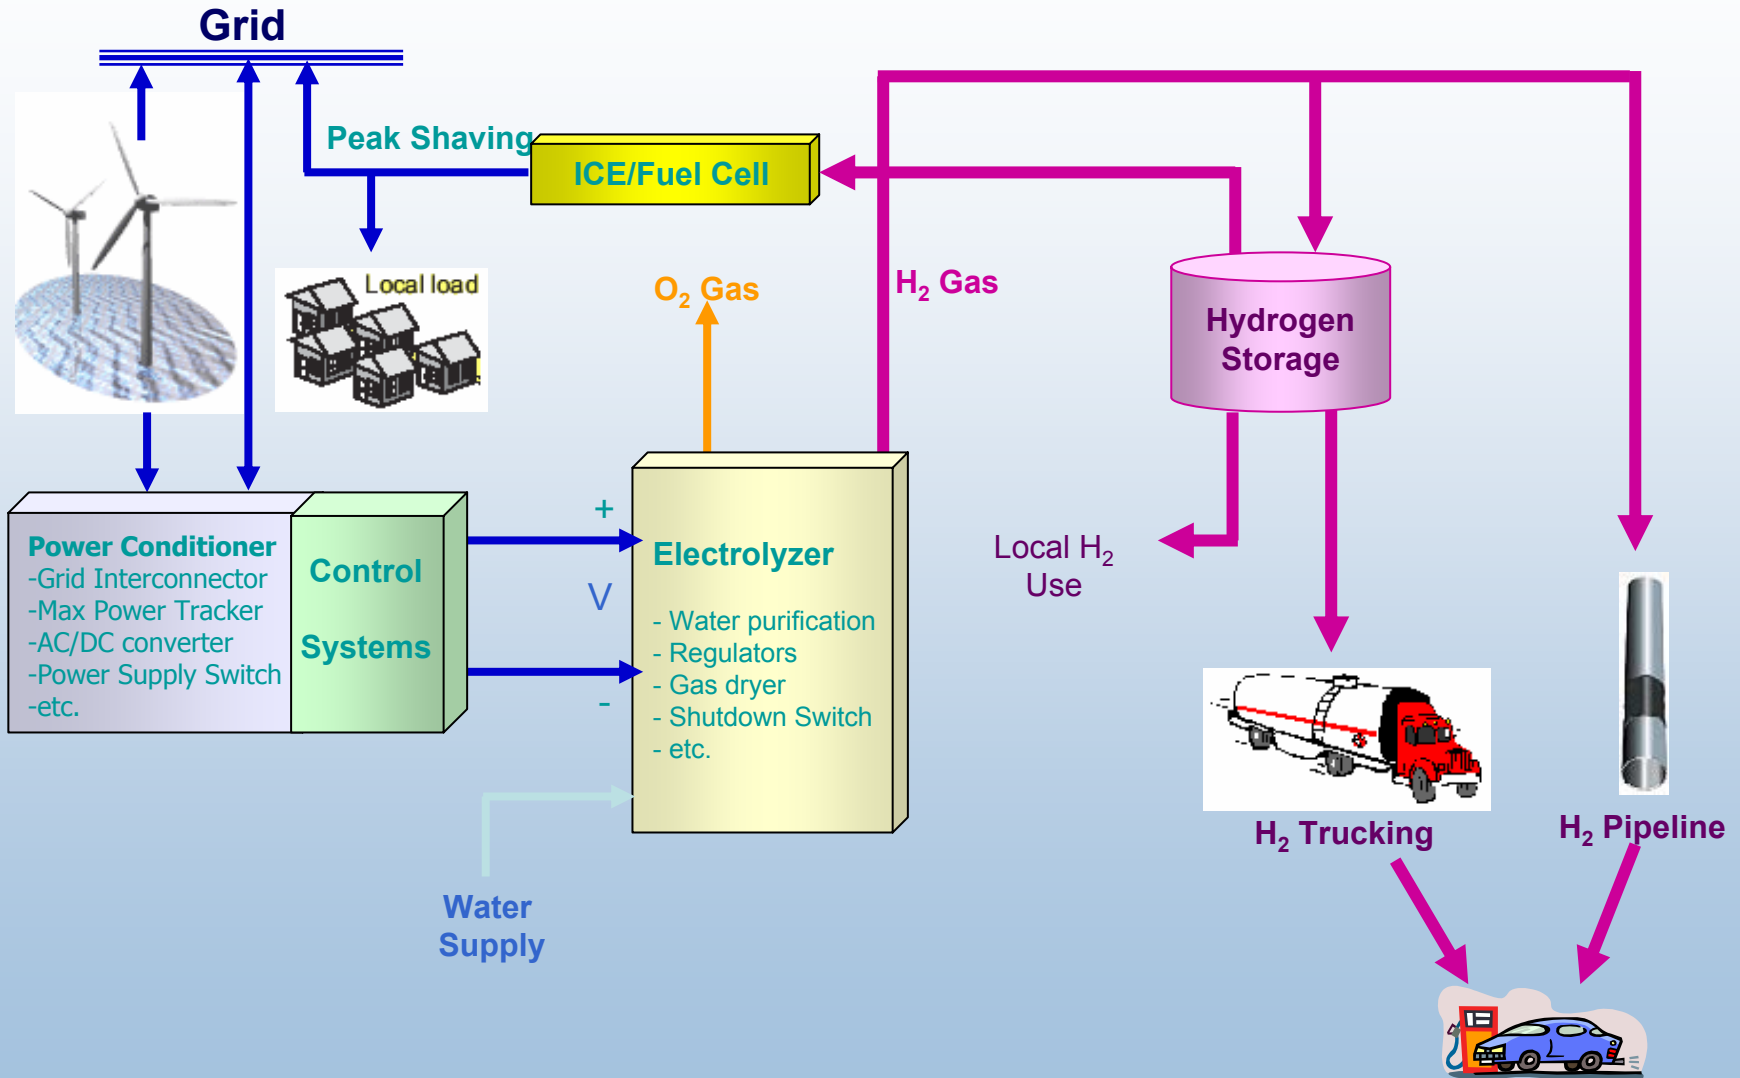 Grid
Peak Shaving
ICE/Fuel Cell
Local load
O₂ Gas
H₂ Gas
Hydrogen
Storage
Power Conditioner
-Grid Interconnector
-Max Power Tracker
-AC/DC converter
-Power Supply Switch
-etc.
Control
Systems
+
V
-
Electrolyzer
- Water purification
- Regulators
- Gas dryer
- Shutdown Switch
- etc.
Local H₂
Use
H₂ Trucking
H₂ Pipeline
Water
Supply